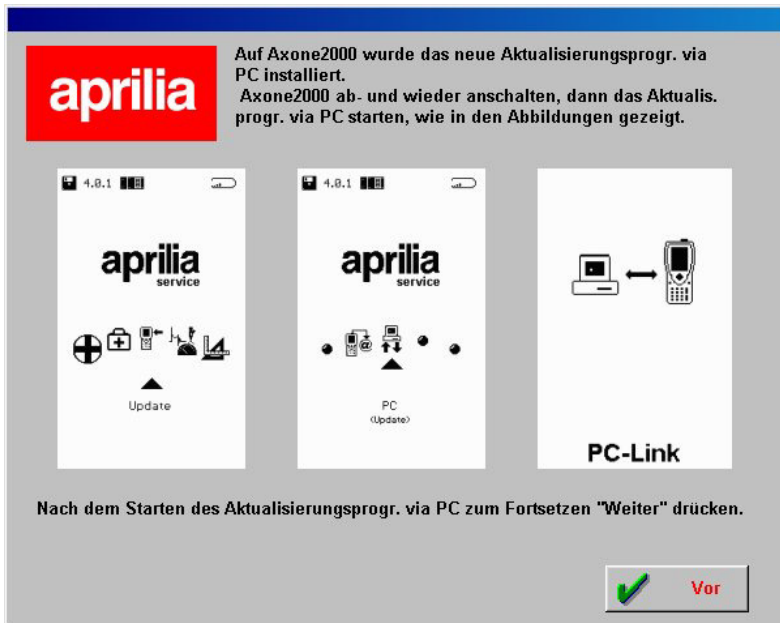 aprilia
Auf Axone2000 wurde das neue Aktualisierungsprogr. via
PC installiert.
Axone2000 ab- und wieder anschalten, dann das Aktualis.
progr. via PC starten, wie in den Abbildungen gezeigt.
4.0.1
aprilia
service
Update
4.0.1
aprilia
service
@
PC
(Update)
PC-Link
Nach dem Starten des Aktualisierungsprogr. via PC zum Fortsetzen "Weiter" drücken.
Vor